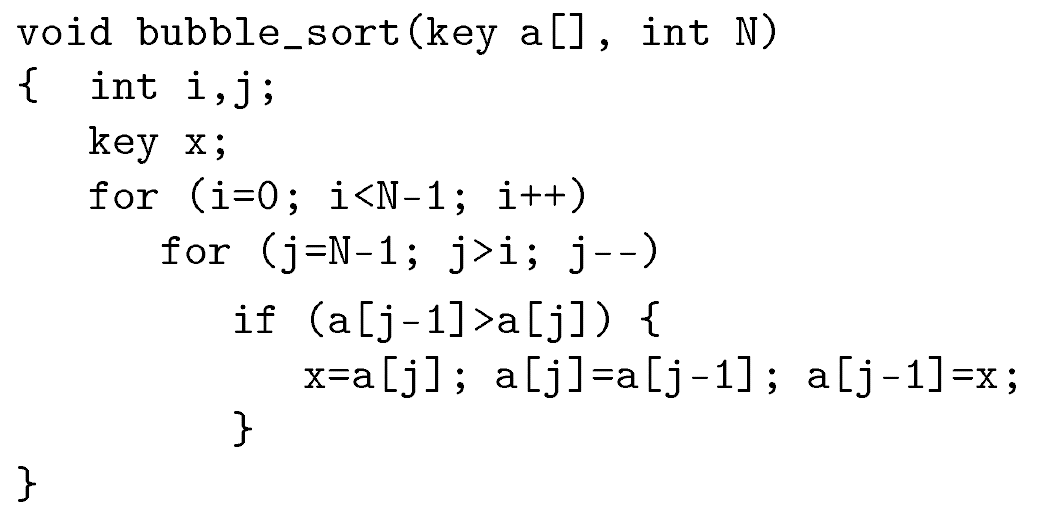 void bubble_sort(key a[], int N)
{  int i,j;
   key x;
   for (i=0; i<N-1; i++)
      for (j=N-1; j>i; j--)
         if (a[j-1]>a[j]) {
            x=a[j]; a[j]=a[j-1]; a[j-1]=x;
         }
}